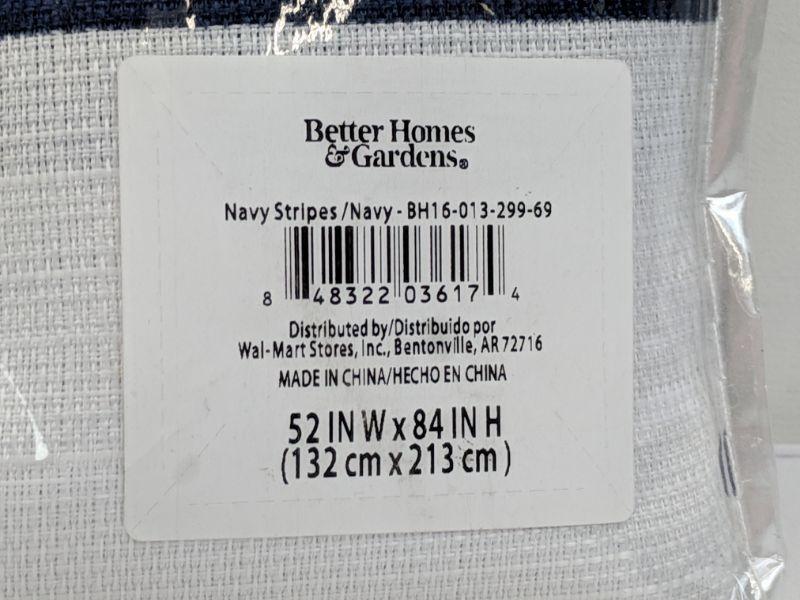 Better Homes
& Gardens®
Navy Stripes /Navy - BH16-013-299-69
8 48322 03617 4
Distributed by/Distribuido por
Wal-Mart Stores, Inc., Bentonville, AR 72716
MADE IN CHINA/HECHO EN CHINA
52 IN W x 84 IN H
(132 cm x 213 cm )